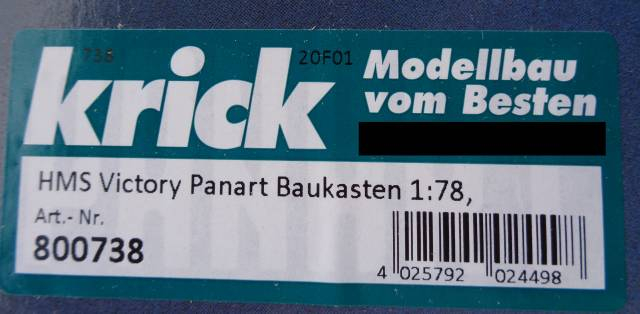 738 20F01
krick
Modellbau
vom Besten
HMS Victory Panart Baukasten 1:78,
Art.- Nr.
800738
4 025792 024498